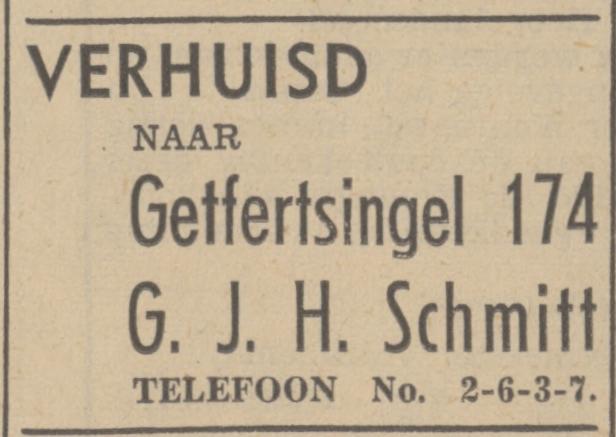 VERHUISD
NAAR
Getfertsingel 174
G. J. H. Schmitt
TELEFOON No. 2-6-3-7.